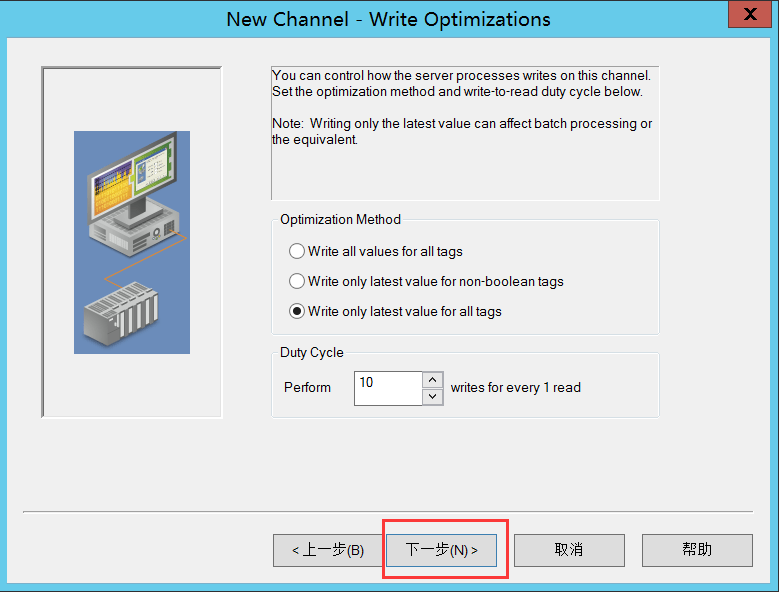 New Channel - Write Optimizations
X
You can control how the server processes writes on this channel.
Set the optimization method and write-to-read duty cycle below.
Note:  Writing only the latest value can affect batch processing or
the equivalent.
Optimization Method
Write all values for all tags
Write only latest value for non-boolean tags
Write only latest value for all tags
Duty Cycle
Perform 10 writes for every 1 read
< 上一步(B) 下一步(N) > 取消 帮助